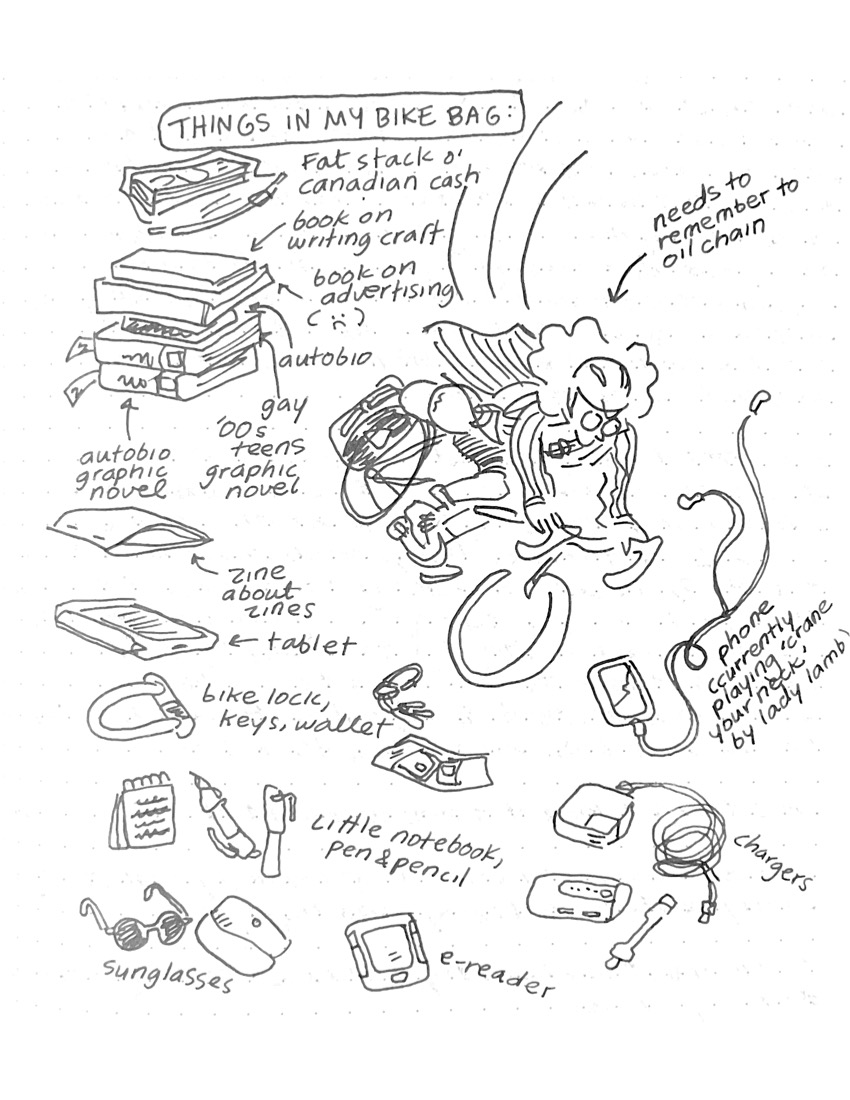 THINGS IN MY BIKE BAG:
Fat stack o'
canadian cash
book on
writing craft
book on
advertising
( :( )
autobio
gay
'00s
teens
graphic
novel
autobio
graphic
novel
zine
about
zines
tablet
bike lock,
keys, wallet
Little notebook,
pen & pencil
sunglasses
e-reader
needs to
remember to
oil chain
phone
(currently
playing 'crane
your neck'
by lady lamb)
chargers